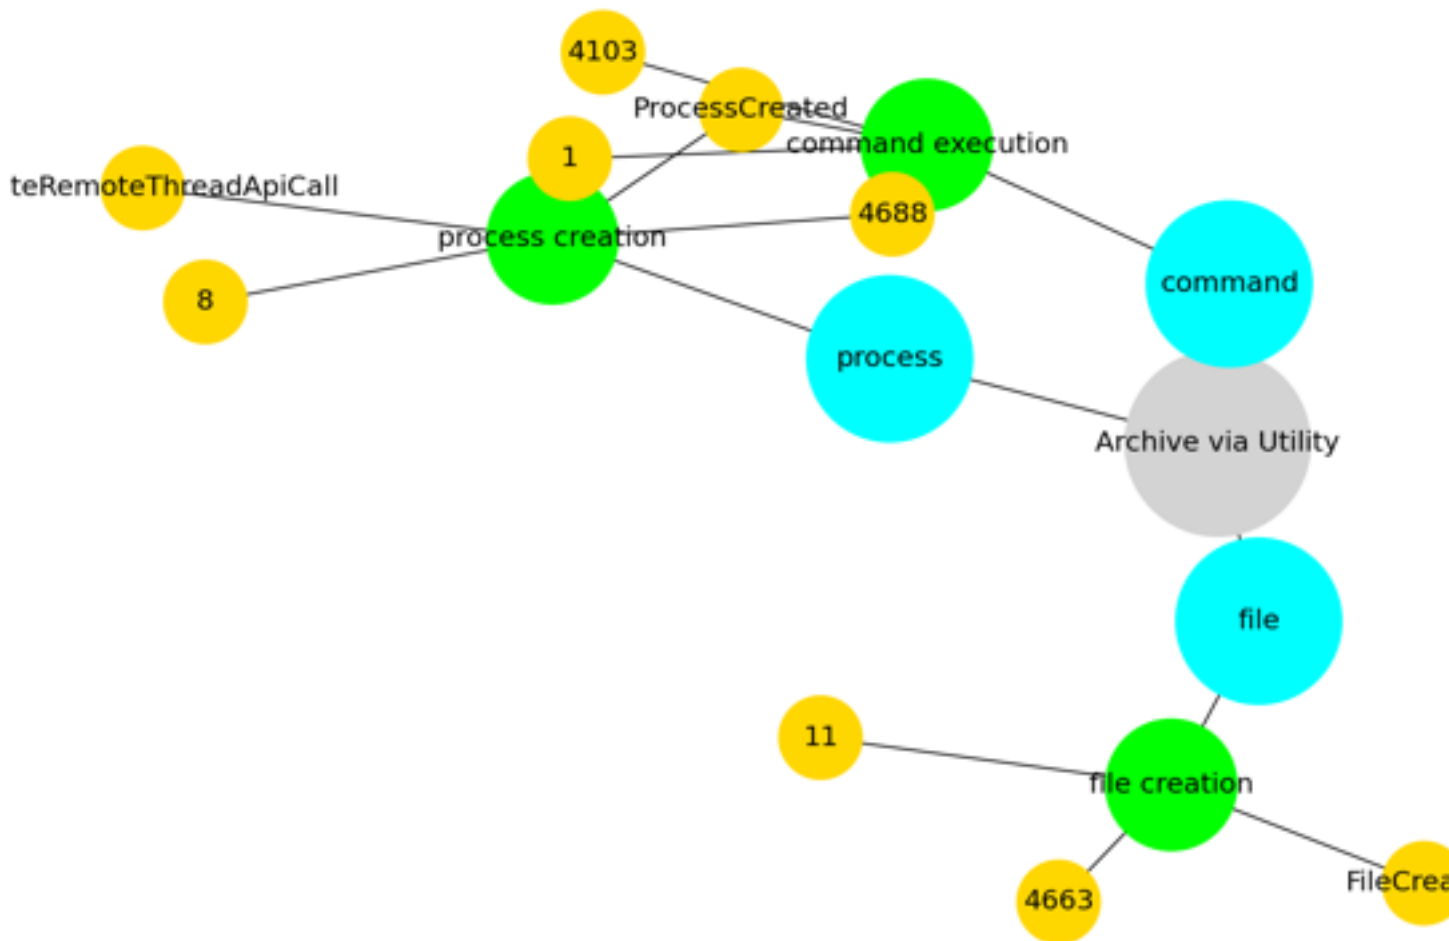 4103
ProcessCreated
command execution
1
teRemoteThreadApiCall
4688
process creation
command
8
process
Archive via Utility
file
11
file creation
FileCrea
4663